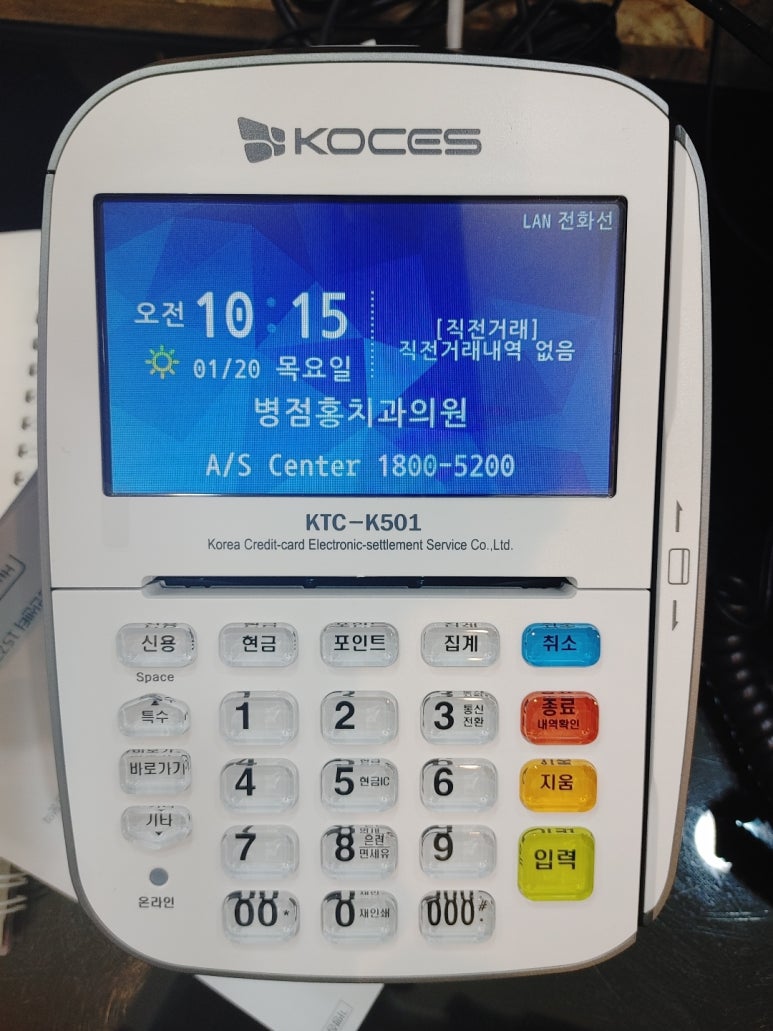 KOCES
LAN 전화선
오전 10:15
01/20 목요일
[직전거래]
직전거래내역 없음
병점홍치과의원
A/S Center 1800-5200
KTC-K501
Korea Credit-card Electronic-settlement Service Co.,Ltd.
신용 현금 포인트 집계 취소
Space
특수 1 2 3 통신전환 종료 내역확인
바로가기 4 5 현금IC 6 지움
기타 7 8 은련 면세유 9 입력
온라인 00 * 0 재인쇄 000 #